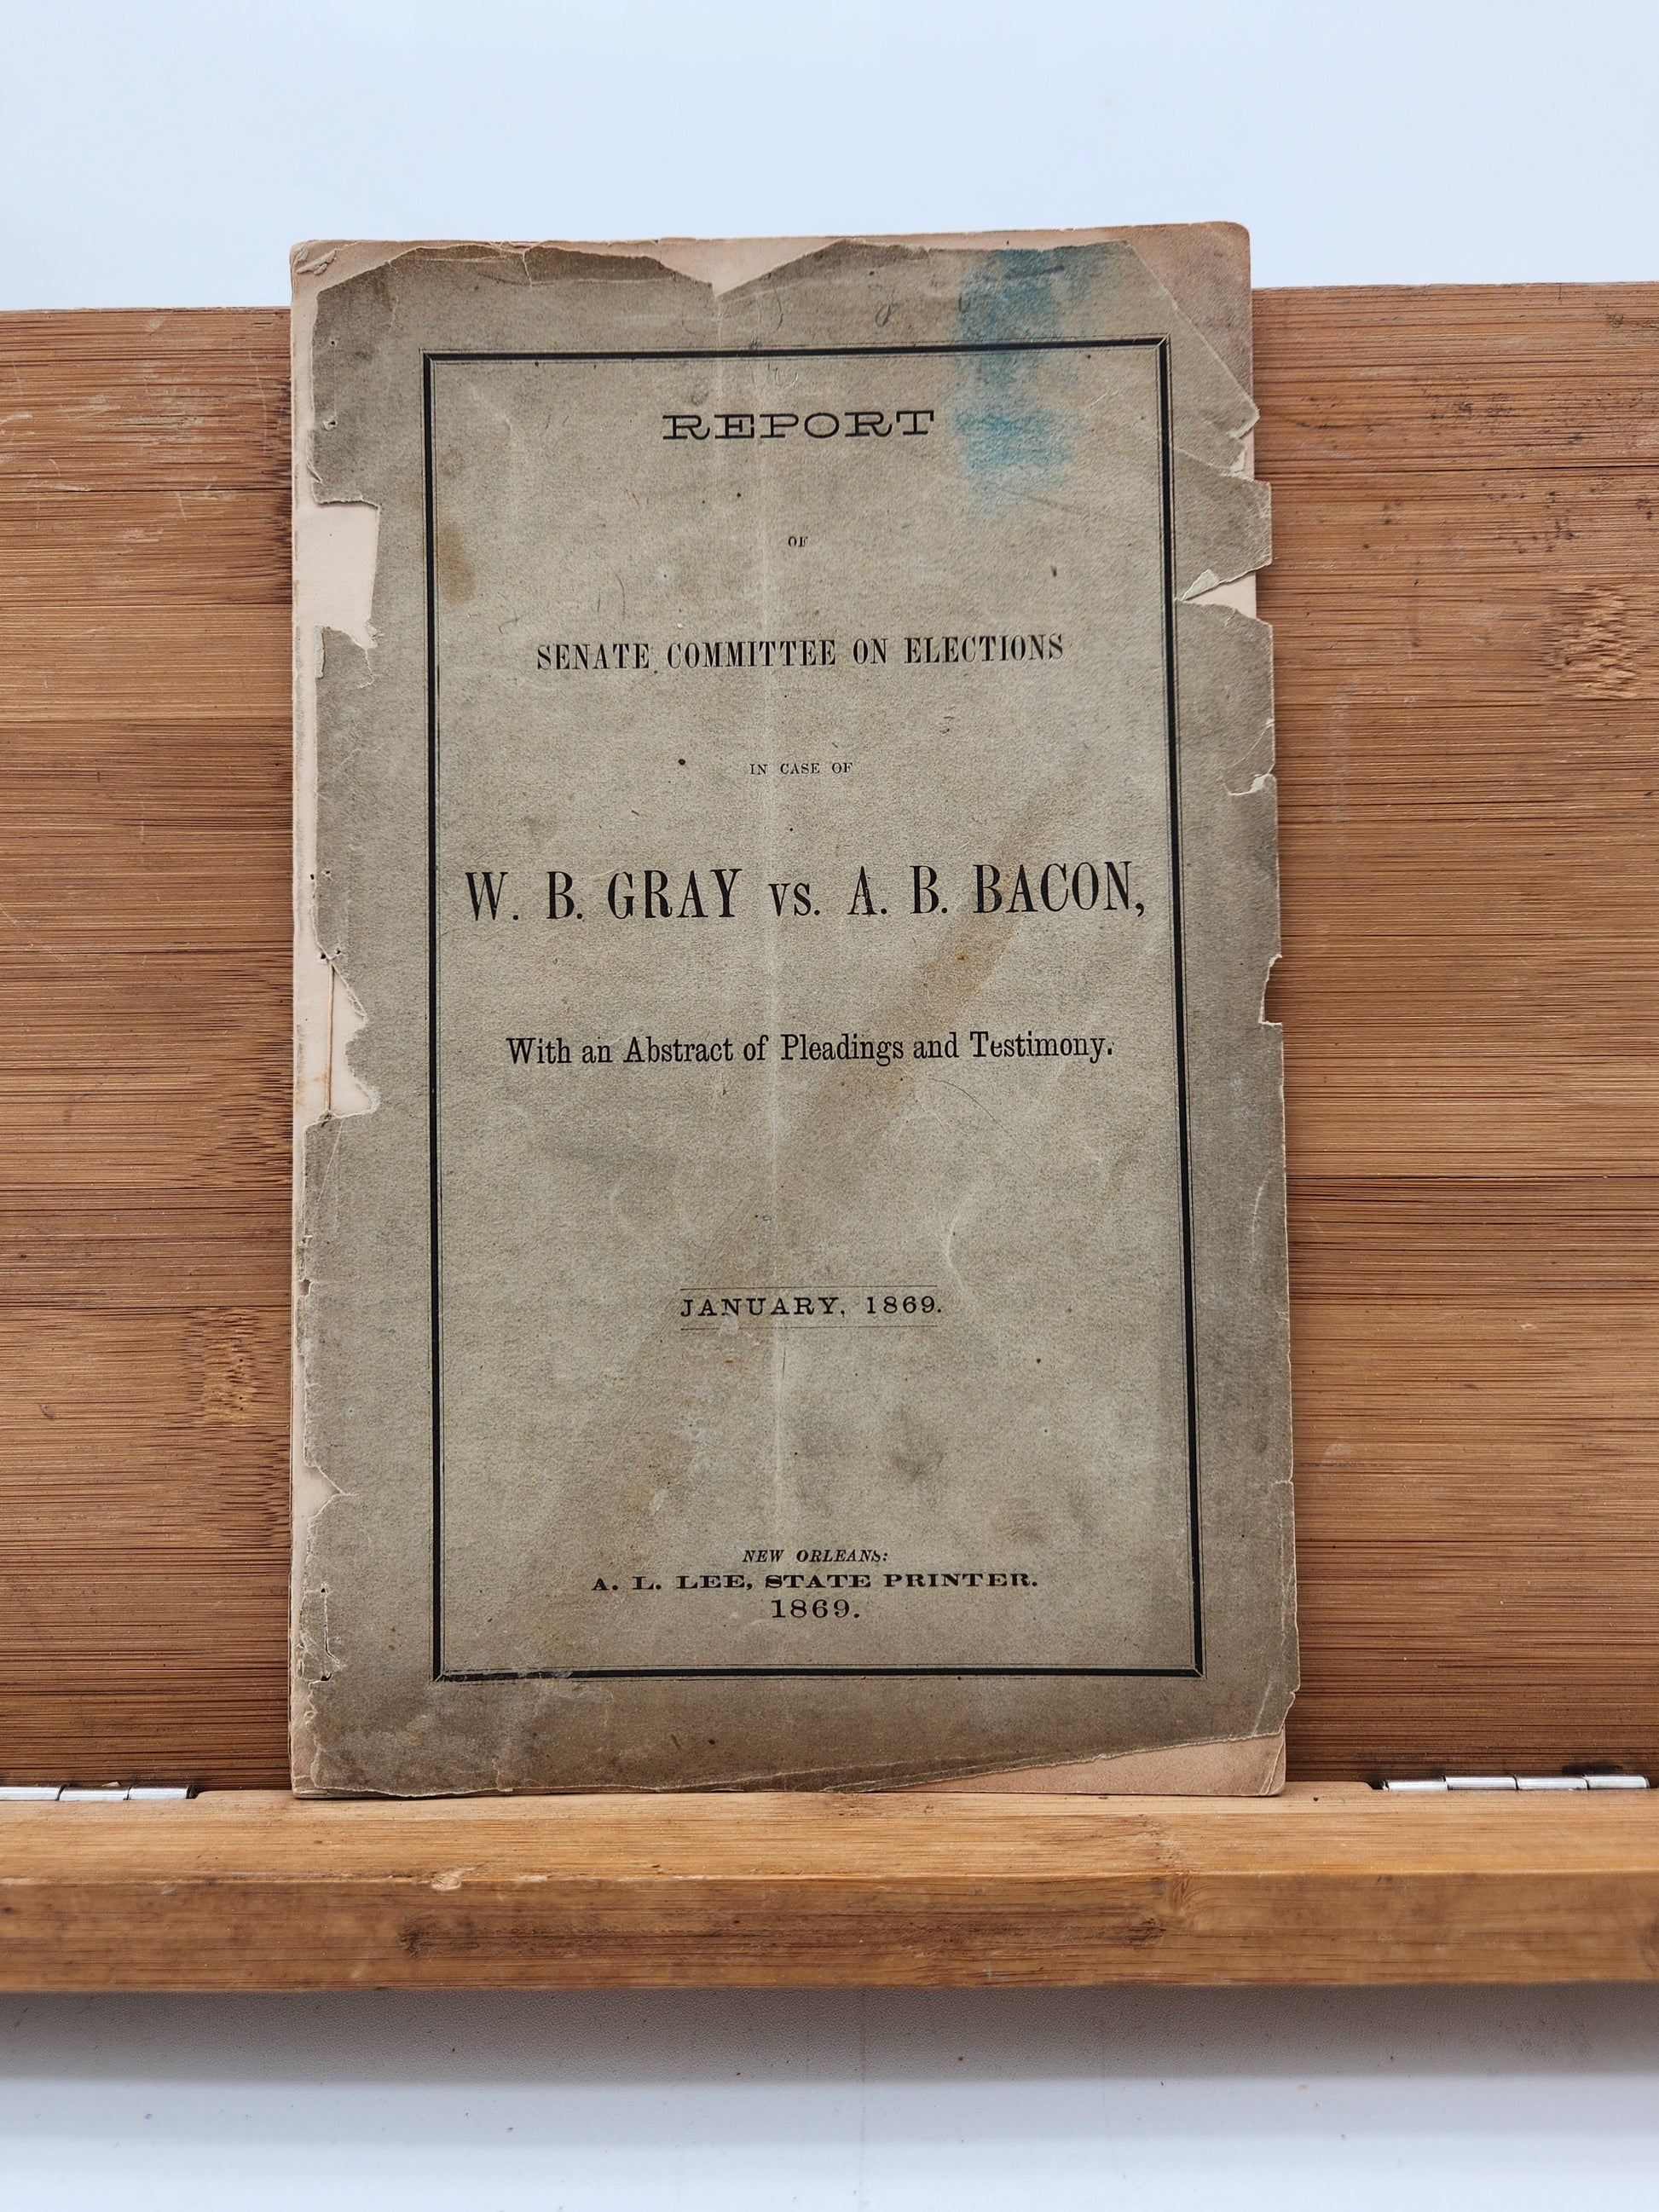 REPORT
OF
SENATE COMMITTEE ON ELECTIONS
IN CASE OF
W. B. GRAY vs. A. B. BACON,
With an Abstract of Pleadings and Testimony.
JANUARY, 1869.
NEW ORLEANS:
A. L. LEE, STATE PRINTER.
1869.